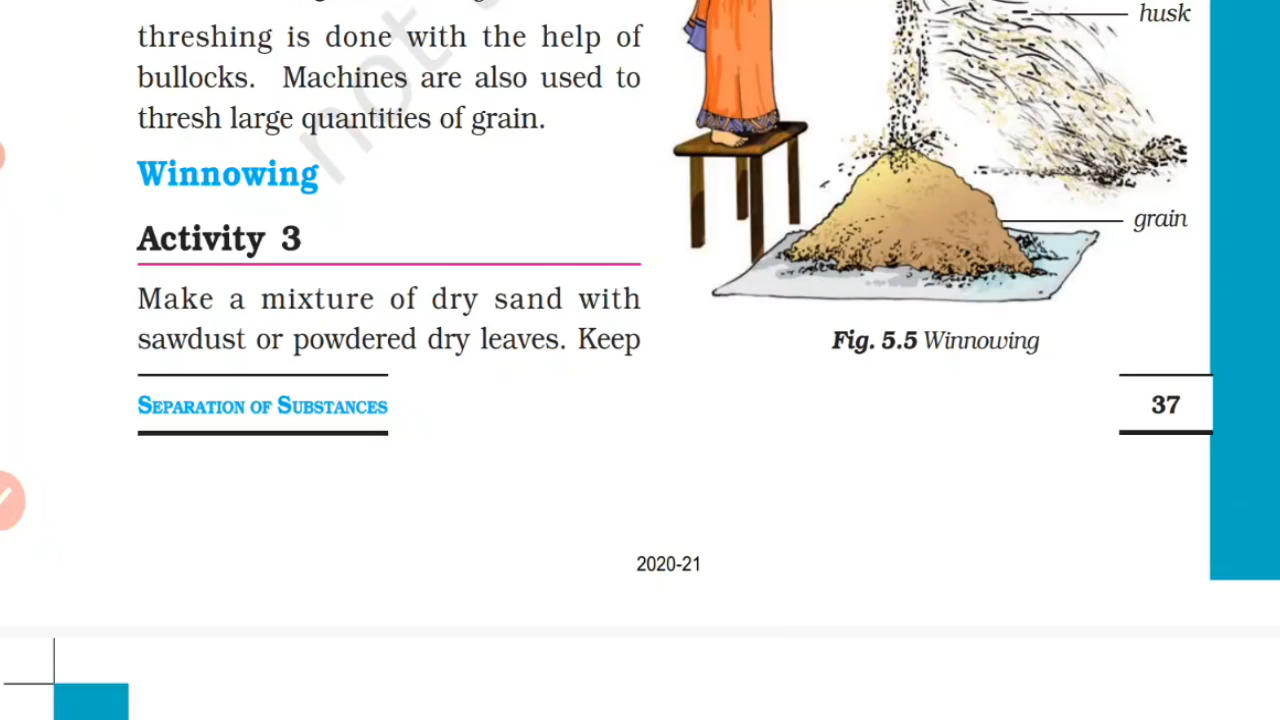 threshing is done with the help of
bullocks. Machines are also used to
thresh large quantities of grain.
Winnowing
Activity 3
Make a mixture of dry sand with
sawdust or powdered dry leaves. Keep
husk
grain
Fig. 5.5 Winnowing
SEPARATION OF SUBSTANCES
37
2020-21
not